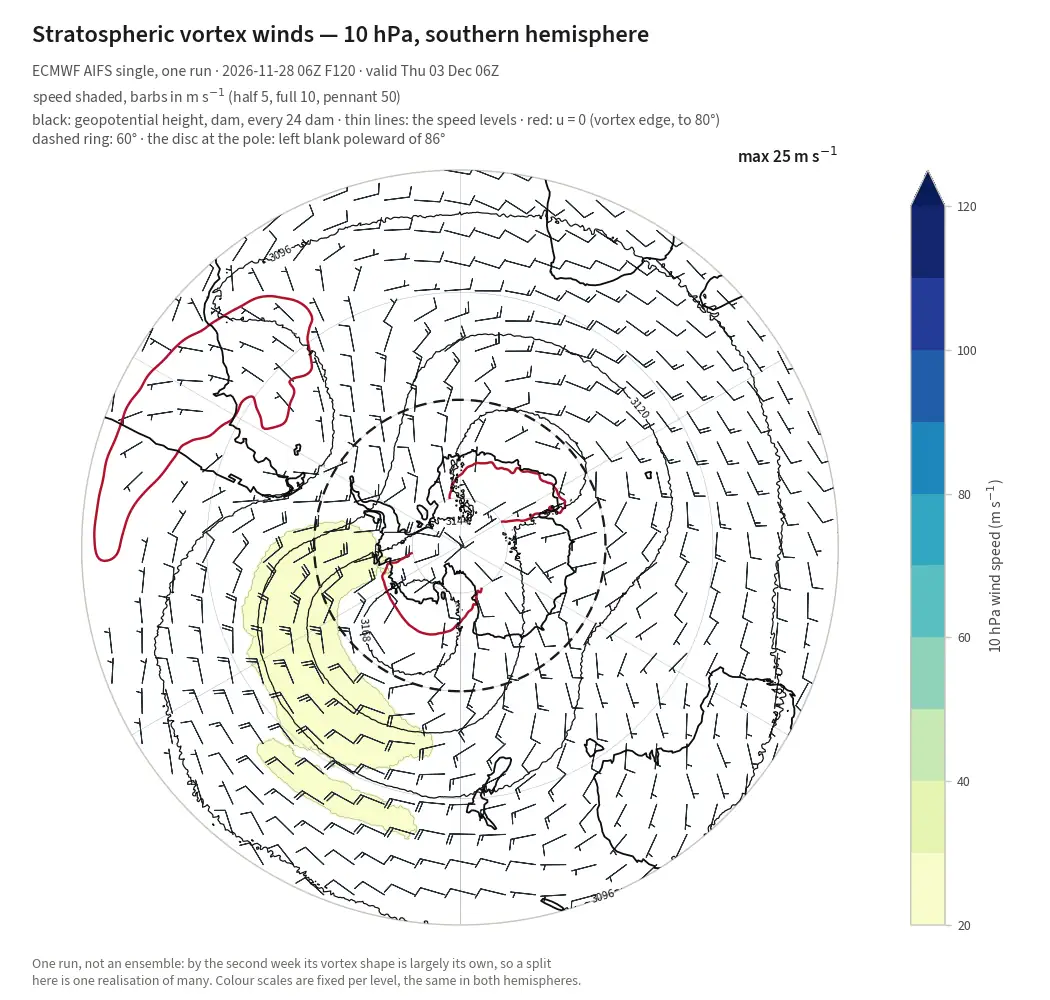 Stratospheric vortex winds — 10 hPa, southern hemisphere
ECMWF AIFS single, one run · 2026-11-28 06Z F120 · valid Thu 03 Dec 06Z
speed shaded, barbs in m s⁻¹ (half 5, full 10, pennant 50)
black: geopotential height, dam, every 24 dam · thin lines: the speed levels · red: u = 0 (vortex edge, to 80°)
dashed ring: 60° · the disc at the pole: left blank poleward of 86°
max 25 m s⁻¹
120
100
80
60
40
20
10 hPa wind speed (m s⁻¹)
3096
3120
3144
3168
3096
One run, not an ensemble: by the second week its vortex shape is largely its own, so a split
here is one realisation of many. Colour scales are fixed per level, the same in both hemispheres.